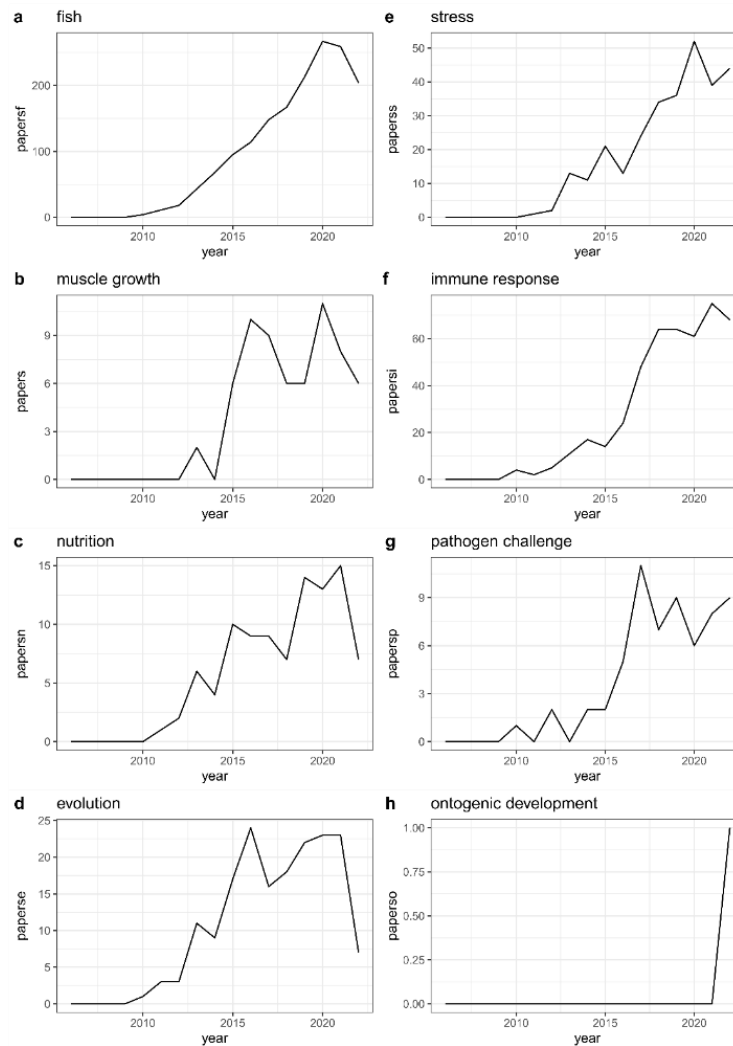 a fish
papersf
200
100
0
2010 2015 2020
year
b muscle growth
papers
9
6
3
0
2010 2015 2020
year
c nutrition
papersn
15
10
5
0
2010 2015 2020
year
d evolution
paperse
25
20
15
10
5
0
2010 2015 2020
year
e stress
paperss
50
40
30
20
10
0
2010 2015 2020
year
f immune response
papersi
60
40
20
0
2010 2015 2020
year
g pathogen challenge
papersp
9
6
3
0
2010 2015 2020
year
h ontogenic development
paperso
1.00
0.75
0.50
0.25
0.00
2010 2015 2020
year